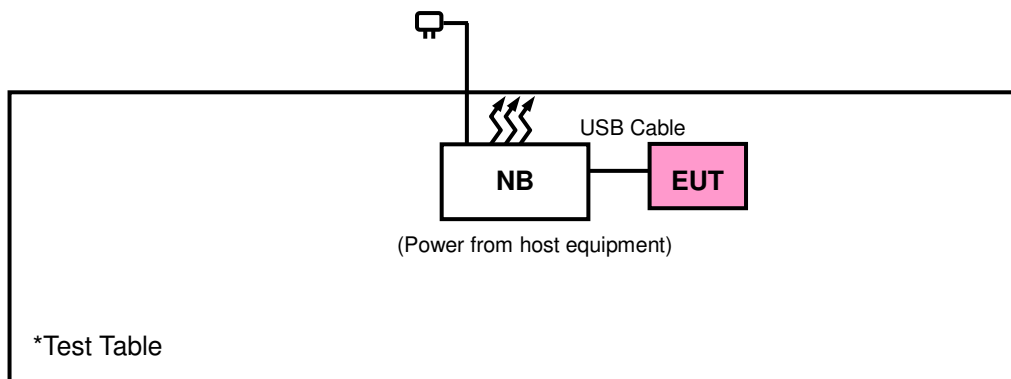 USB Cable
NB
EUT
(Power from host equipment)
*Test Table